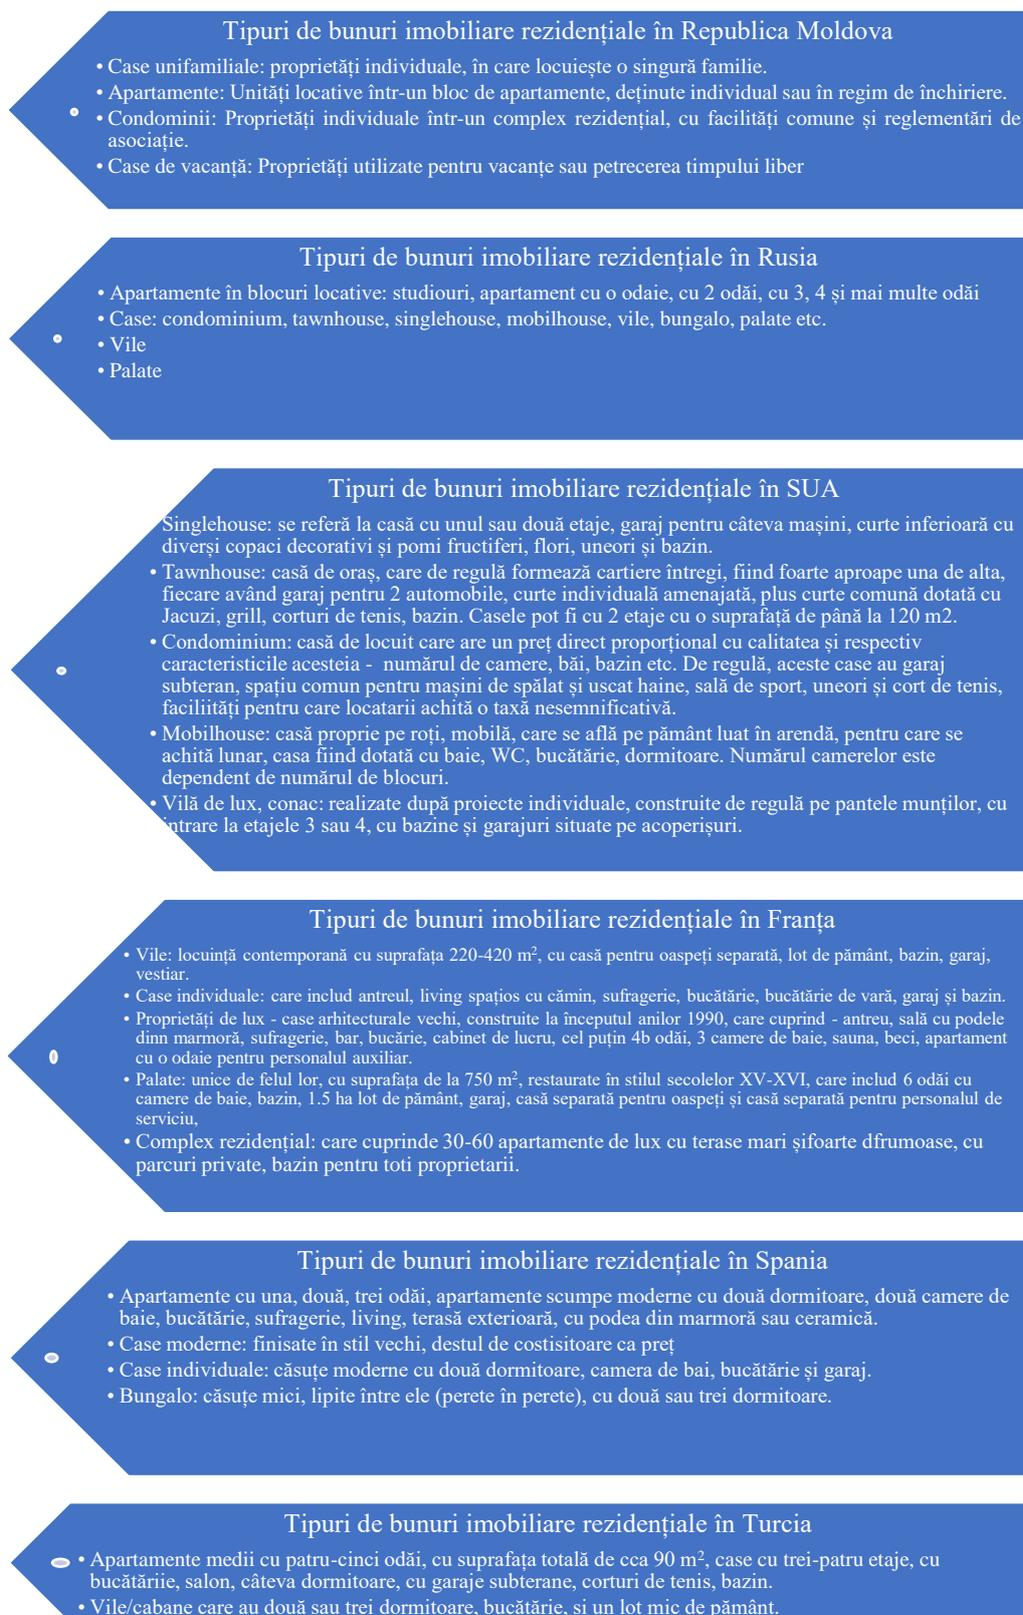 Tipuri de bunuri imobiliare rezidențiale în Republica Moldova
• Case unifamiliale: proprietăți individuale, în care locuiește o singură familie.
• Apartamente: Unități locative într-un bloc de apartamente, deținute individual sau în regim de închiriere.
• Condominii: Proprietăți individuale într-un complex rezidențial, cu facilități comune și reglementări de
asociație.
• Case de vacanță: Proprietăți utilizate pentru vacanțe sau petrecerea timpului liber
Tipuri de bunuri imobiliare rezidențiale în Rusia
• Apartamente în blocuri locative: studiouri, apartament cu o odaie, cu 2 odăi, cu 3, 4 și mai multe odăi
• Case: condominium, tawnhouse, singlehouse, mobilhouse, vile, bungalo, palate etc.
• Vile
• Palate
Tipuri de bunuri imobiliare rezidențiale în SUA
Singlehouse: se referă la casă cu unul sau două etaje, garaj pentru câteva mașini, curte inferioară cu
diverși copaci decorativi și pomi fructiferi, flori, uneori și bazin.
• Tawnhouse: casă de oraș, care de regulă formează cartiere întregi, fiind foarte aproape una de alta,
fiecare având garaj pentru 2 automobile, curte individuală amenajată, plus curte comună dotată cu
Jacuzi, grill, corturi de tenis, bazin. Casele pot fi cu 2 etaje cu o suprafață de până la 120 m2.
• Condominium: casă de locuit care are un preț direct proporțional cu calitatea și respectiv
caracteristicile acesteia - numărul de camere, băi, bazin etc. De regulă, aceste case au garaj
subteran, spațiu comun pentru mașini de spălat și uscat haine, sală de sport, uneori și cort de tenis,
faciliități pentru care locatarii achită o taxă nesemnificativă.
• Mobilhouse: casă proprie pe roți, mobilă, care se află pe pământ luat în arendă, pentru care se
achită lunar, casa fiind dotată cu baie, WC, bucătărie, dormitoare. Numărul camerelor este
dependent de numărul de blocuri.
• Vilă de lux, conac: realizate după proiecte individuale, construite de regulă pe pantele munților, cu
intrare la etajele 3 sau 4, cu bazine și garajuri situate pe acoperișuri.
Tipuri de bunuri imobiliare rezidențiale în Franța
• Vile: locuință contemporană cu suprafața 220-420 m², cu casă pentru oaspeți separată, lot de pământ, bazin, garaj,
vestiar.
• Case individuale: care includ antreul, living spațios cu cămin, sufragerie, bucătărie, bucătărie de vară, garaj și bazin.
• Proprietăți de lux - case arhitecturale vechi, construite la începutul anilor 1990, care cuprind - antreu, sală cu podele
dinn marmoră, sufragerie, bar, bucărie, cabinet de lucru, cel puțin 4b odăi, 3 camere de baie, sauna, beci, apartament
cu o odaie pentru personalul auxiliar.
• Palate: unice de felul lor, cu suprafața de la 750 m², restaurate în stilul secolelor XV-XVI, care includ 6 odăi cu
camere de baie, bazin, 1.5 ha lot de pământ, garaj, casă separată pentru oaspeți și casă separată pentru personalul de
serviciu,
• Complex rezidențial: care cuprinde 30-60 apartamente de lux cu terase mari șifoarte dfrumoase, cu
parcuri private, bazin pentru toti proprietarii.
Tipuri de bunuri imobiliare rezidențiale în Spania
• Apartamente cu una, două, trei odăi, apartamente scumpe moderne cu două dormitoare, două camere de
baie, bucătărie, sufragerie, living, terasă exterioară, cu podea din marmoră sau ceramică.
• Case moderne: finisate în stil vechi, destul de costisitoare ca preț
• Case individuale: căsuțe moderne cu două dormitoare, camera de bai, bucătărie și garaj.
• Bungalo: căsuțe mici, lipite între ele (perete în perete), cu două sau trei dormitoare.
Tipuri de bunuri imobiliare rezidențiale în Turcia
• Apartamente medii cu patru-cinci odăi, cu suprafața totală de cca 90 m², case cu trei-patru etaje, cu
bucătăriie, salon, câteva dormitoare, cu garaje subterane, corturi de tenis, bazin.
• Vile/cabane care au două sau trei dormitoare, bucătărie, și un lot mic de pământ.